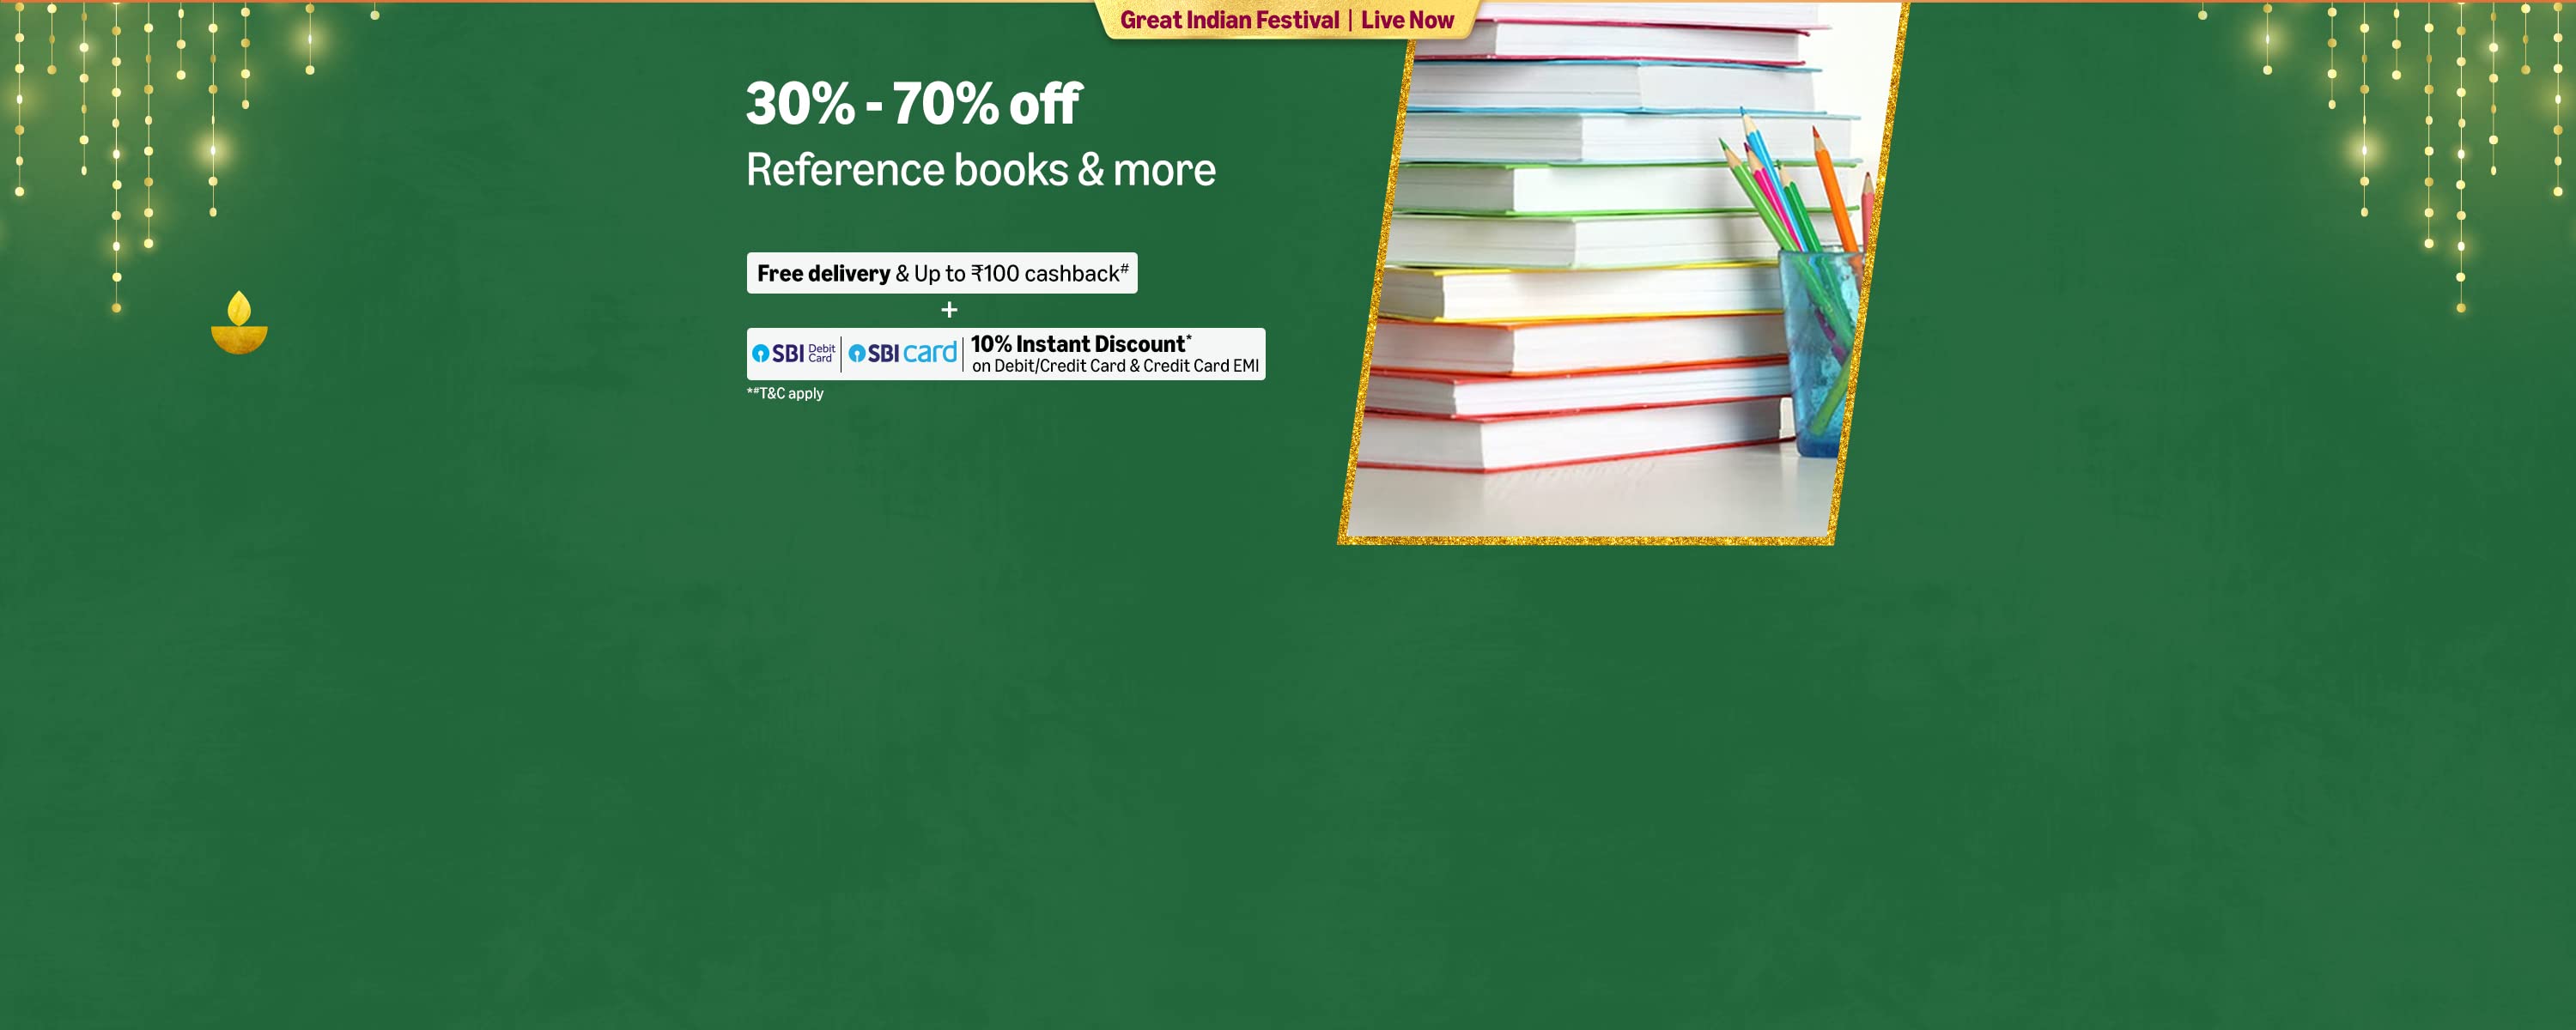 Great Indian Festival | Live Now
30% - 70% off
Reference books & more
Free delivery & Up to ₹100 cashback#
+
SBI Debit Card | SBI card | 10% Instant Discount*
on Debit/Credit Card & Credit Card EMI
*#T&C apply